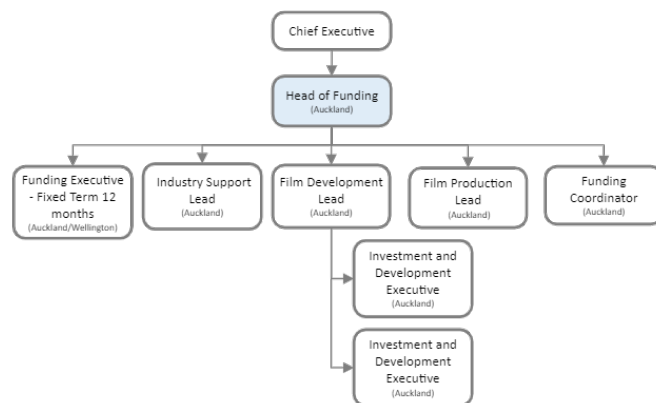 Chief Executive
Head of Funding
(Auckland)
Funding Executive
- Fixed Term 12
months
(Auckland/Wellington)
Industry Support
Lead
(Auckland)
Film Development
Lead
(Auckland)
Film Production
Lead
(Auckland)
Funding
Coordinator
(Auckland)
Investment and
Development
Executive
(Auckland)
Investment and
Development
Executive
(Auckland)